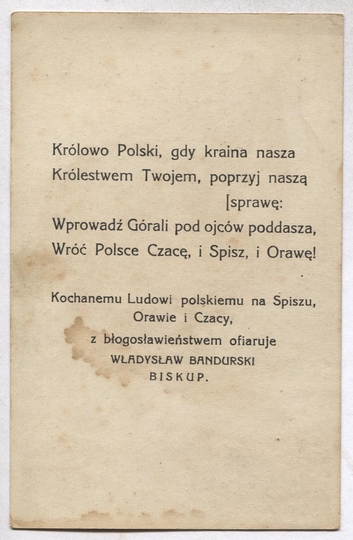 Królowo Polski, gdy kraina nasza
Królestwem Twojem, poprzyj naszą
[sprawę:
Wprowadź Górali pod ojców poddasza,
Wróć Polsce Czacę, i Spisz, i Orawę!
Kochanemu Ludowi polskiemu na Spiszu,
Orawie i Czacy,
z błogosławieństwem ofiaruje
WŁADYSŁAW BANDURSKI
BISKUP.